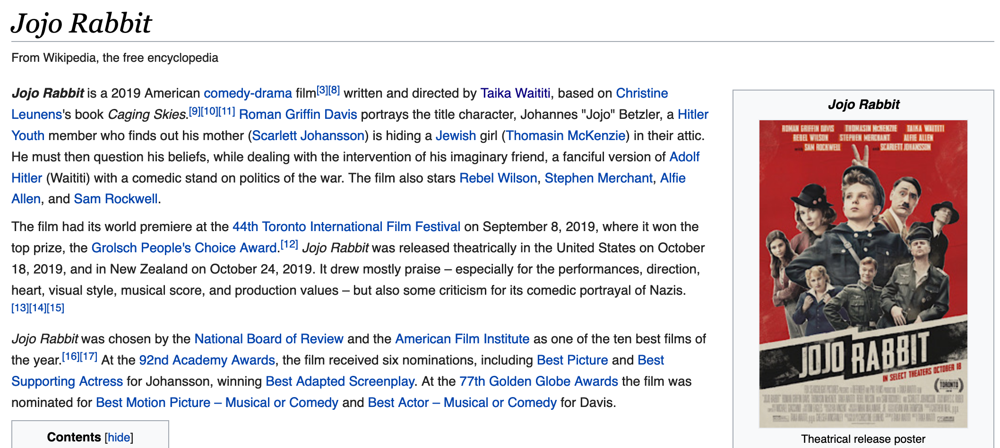 Jojo Rabbit
From Wikipedia, the free encyclopedia
Jojo Rabbit is a 2019 American comedy-drama film[3][8] written and directed by Taika Waititi, based on Christine
Leunens's book Caging Skies.[9][10][11] Roman Griffin Davis portrays the title character, Johannes "Jojo" Betzler, a Hitler
Youth member who finds out his mother (Scarlett Johansson) is hiding a Jewish girl (Thomasin McKenzie) in their attic.
He must then question his beliefs, while dealing with the intervention of his imaginary friend, a fanciful version of Adolf
Hitler (Waititi) with a comedic stand on politics of the war. The film also stars Rebel Wilson, Stephen Merchant, Alfie
Allen, and Sam Rockwell.
The film had its world premiere at the 44th Toronto International Film Festival on September 8, 2019, where it won the
top prize, the Grolsch People's Choice Award.[12] Jojo Rabbit was released theatrically in the United States on October
18, 2019, and in New Zealand on October 24, 2019. It drew mostly praise – especially for the performances, direction,
heart, visual style, musical score, and production values – but also some criticism for its comedic portrayal of Nazis.
[13][14][15]
Jojo Rabbit was chosen by the National Board of Review and the American Film Institute as one of the ten best films of
the year.[16][17] At the 92nd Academy Awards, the film received six nominations, including Best Picture and Best
Supporting Actress for Johansson, winning Best Adapted Screenplay. At the 77th Golden Globe Awards the film was
nominated for Best Motion Picture – Musical or Comedy and Best Actor – Musical or Comedy for Davis.
Contents [hide]
Jojo Rabbit
ROMAN GRIFFIN DAVIS THOMASIN McKENZIE TAIKA WAITITI
REBEL WILSON STEPHEN MERCHANT ALFIE ALLEN
SAM ROCKWELL SCARLETT JOHANSSON
JOJO RABBIT
IN SELECT THEATERS OCTOBER 18
TORONTO
Theatrical release poster